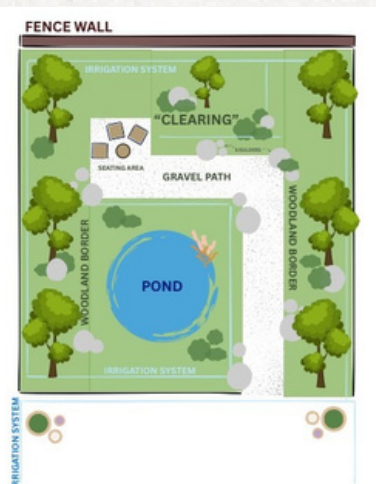 FENCE WALL
IRRIGATION SYSTEM
"CLEARING"
BOULDERS
SEATING AREA
GRAVEL PATH
WOODLAND BORDER
WOODLAND BORDER
POND
IRRIGATION SYSTEM
IRRIGATION SYSTEM